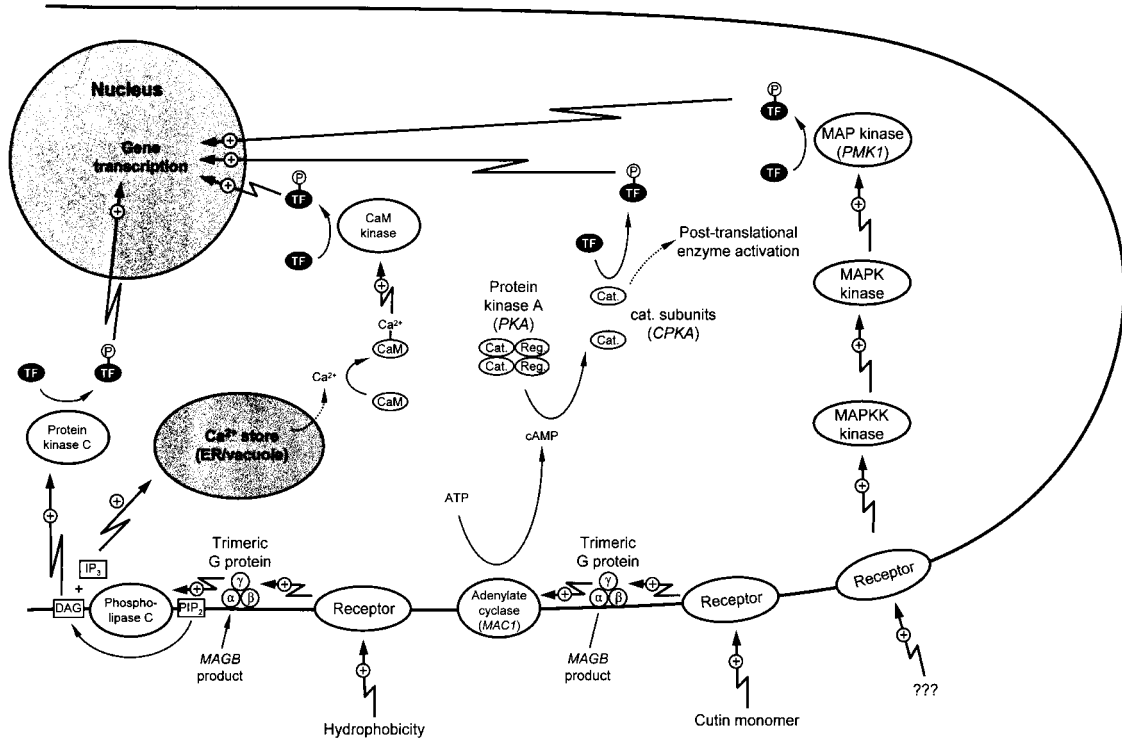 Nucleus
Gene
transcription
P
TF
TF
MAP kinase
(PMK1)
P
TF
TF
P
TF
TF
CaM
kinase
Post-translational
enzyme activation
MAPK
kinase
Protein
kinase A
(PKA)
Cat.
Cat.
cat. subunits
(CPKA)
Cat. Reg.
Cat. Reg.
Ca²⁺
CaM
CaM
Ca²⁺
P
TF
TF
Protein
kinase C
Ca²⁺ store
(ER/vacuole)
MAPKK
kinase
cAMP
ATP
IP₃
+
DAG
Phospho-
lipase C
PIP₂
Trimeric
G protein
γ
α β
Receptor
Adenylate
cyclase
(MAC1)
Trimeric
G protein
γ
α β
Receptor
Receptor
MAGB
product
MAGB
product
Hydrophobicity
Cutin monomer
???